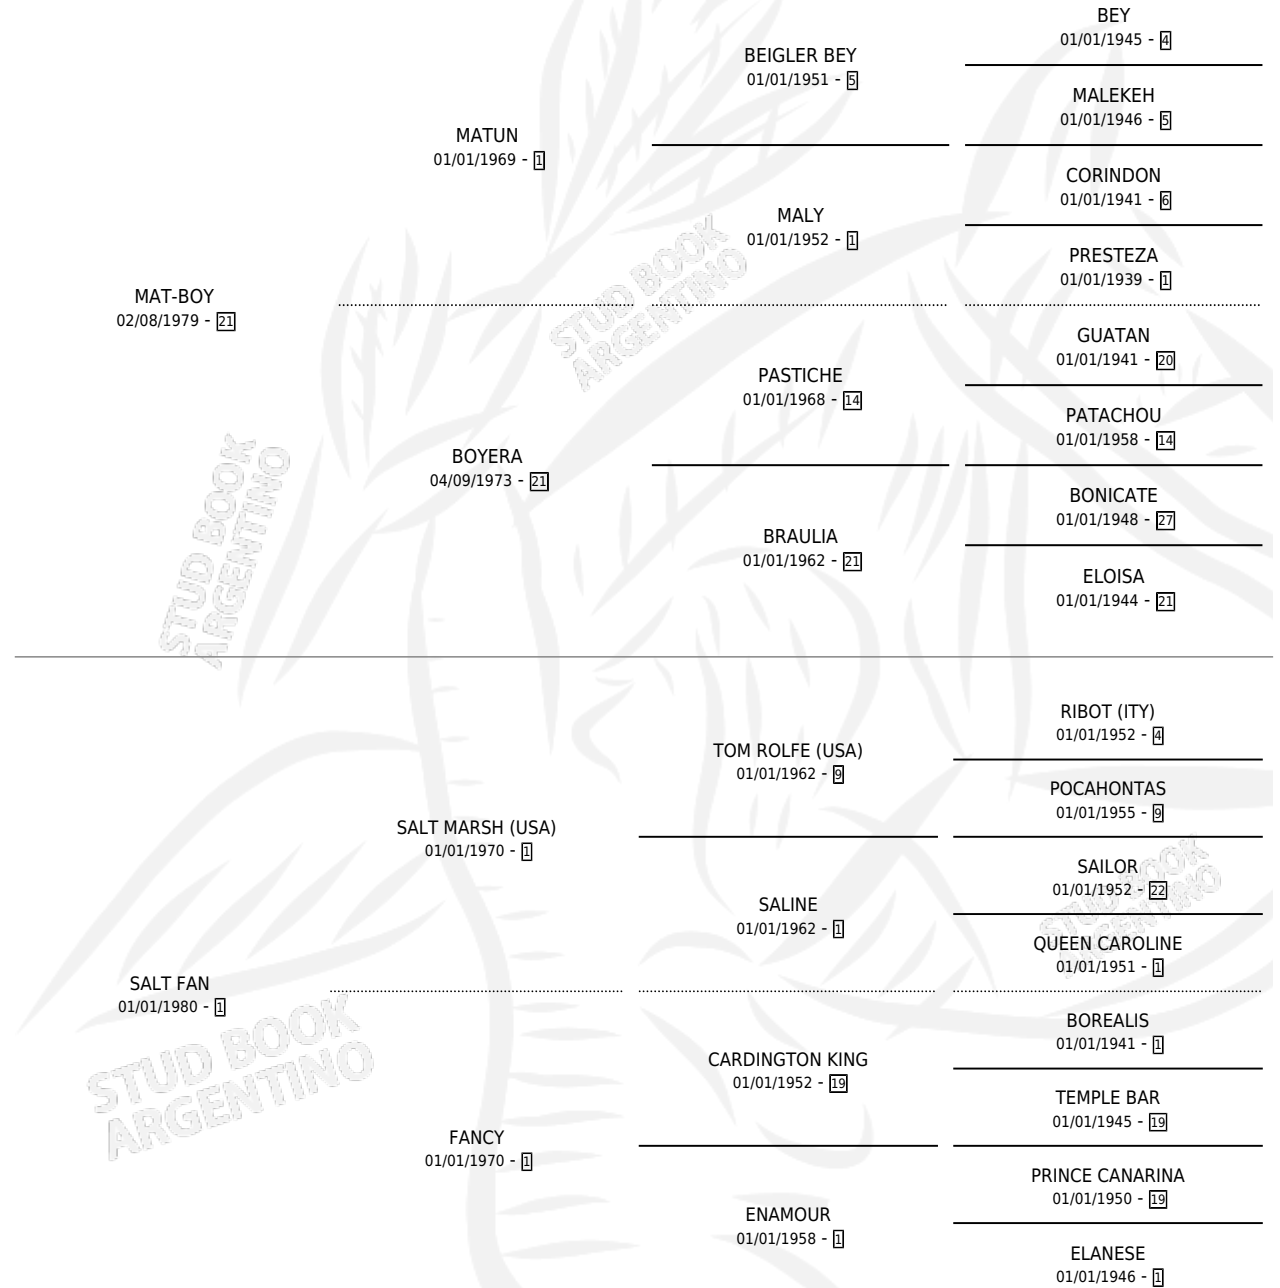 BEY
01/01/1945 - 4
BEIGLER BEY
01/01/1951 - 5
MALEKEH
01/01/1946 - 5
MATUN
01/01/1969 - 1
CORINDON
01/01/1941 - 6
MALY
01/01/1952 - 1
PRESTEZA
01/01/1939 - 1
MAT-BOY
02/08/1979 - 21
GUATAN
01/01/1941 - 20
PASTICHE
01/01/1968 - 14
PATACHOU
01/01/1958 - 14
BOYERA
04/09/1973 - 21
BONICATE
01/01/1948 - 27
BRAULIA
01/01/1962 - 21
ELOISA
01/01/1944 - 21
RIBOT (ITY)
01/01/1952 - 4
TOM ROLFE (USA)
01/01/1962 - 9
POCAHONTAS
01/01/1955 - 9
SALT MARSH (USA)
01/01/1970 - 1
SAILOR
01/01/1952 - 22
SALINE
01/01/1962 - 1
QUEEN CAROLINE
01/01/1951 - 1
SALT FAN
01/01/1980 - 1
BOREALIS
01/01/1941 - 1
CARDINGTON KING
01/01/1952 - 19
TEMPLE BAR
01/01/1945 - 19
FANCY
01/01/1970 - 1
PRINCE CANARINA
01/01/1950 - 19
ENAMOUR
01/01/1958 - 1
ELANESE
01/01/1946 - 1
STUD BOOK
ARGENTINO
STUD BOOK
ARGENTINO
STUD BOOK
ARGENTINO
STUD BOOK
ARGENTINO